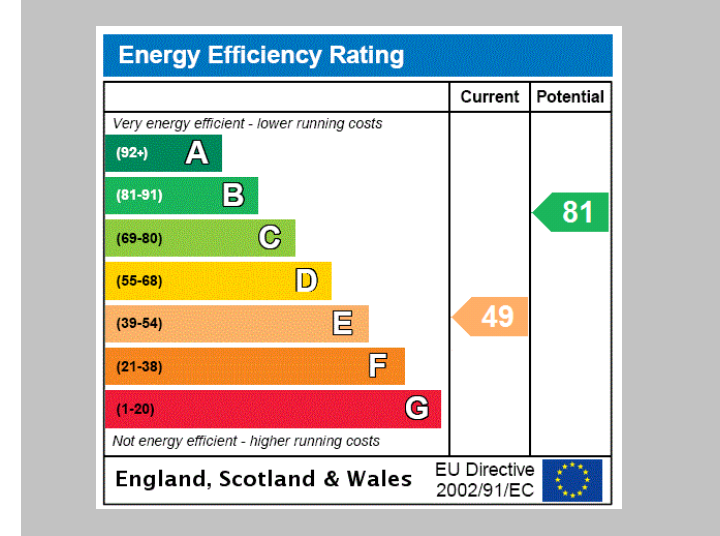 Energy Efficiency Rating
Current Potential
Very energy efficient - lower running costs
(92+) A
(81-91) B
81
(69-80) C
(55-68) D
(39-54) E
49
(21-38) F
(1-20) G
Not energy efficient - higher running costs
England, Scotland & Wales
EU Directive
2002/91/EC